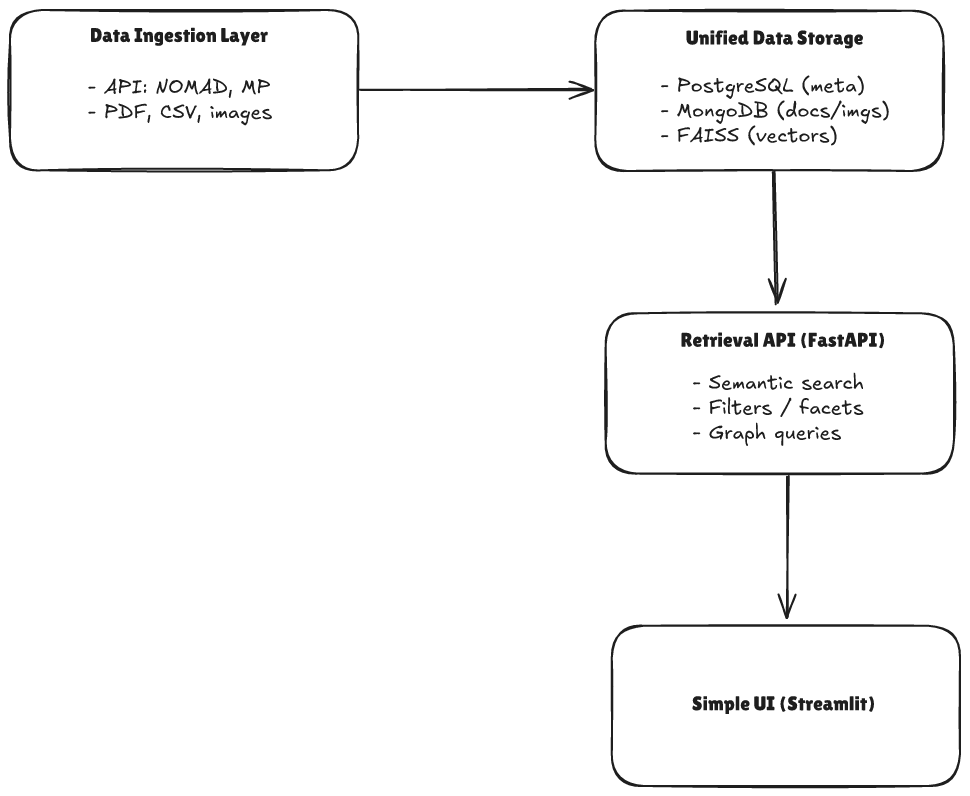 Data Ingestion Layer
- API: NOMAD, MP
- PDF, CSV, images
Unified Data Storage
- PostgreSQL (meta)
- MongoDB (docs/imgs)
- FAISS (vectors)
Retrieval API (FastAPI)
- Semantic search
- Filters / facets
- Graph queries
Simple UI (Streamlit)